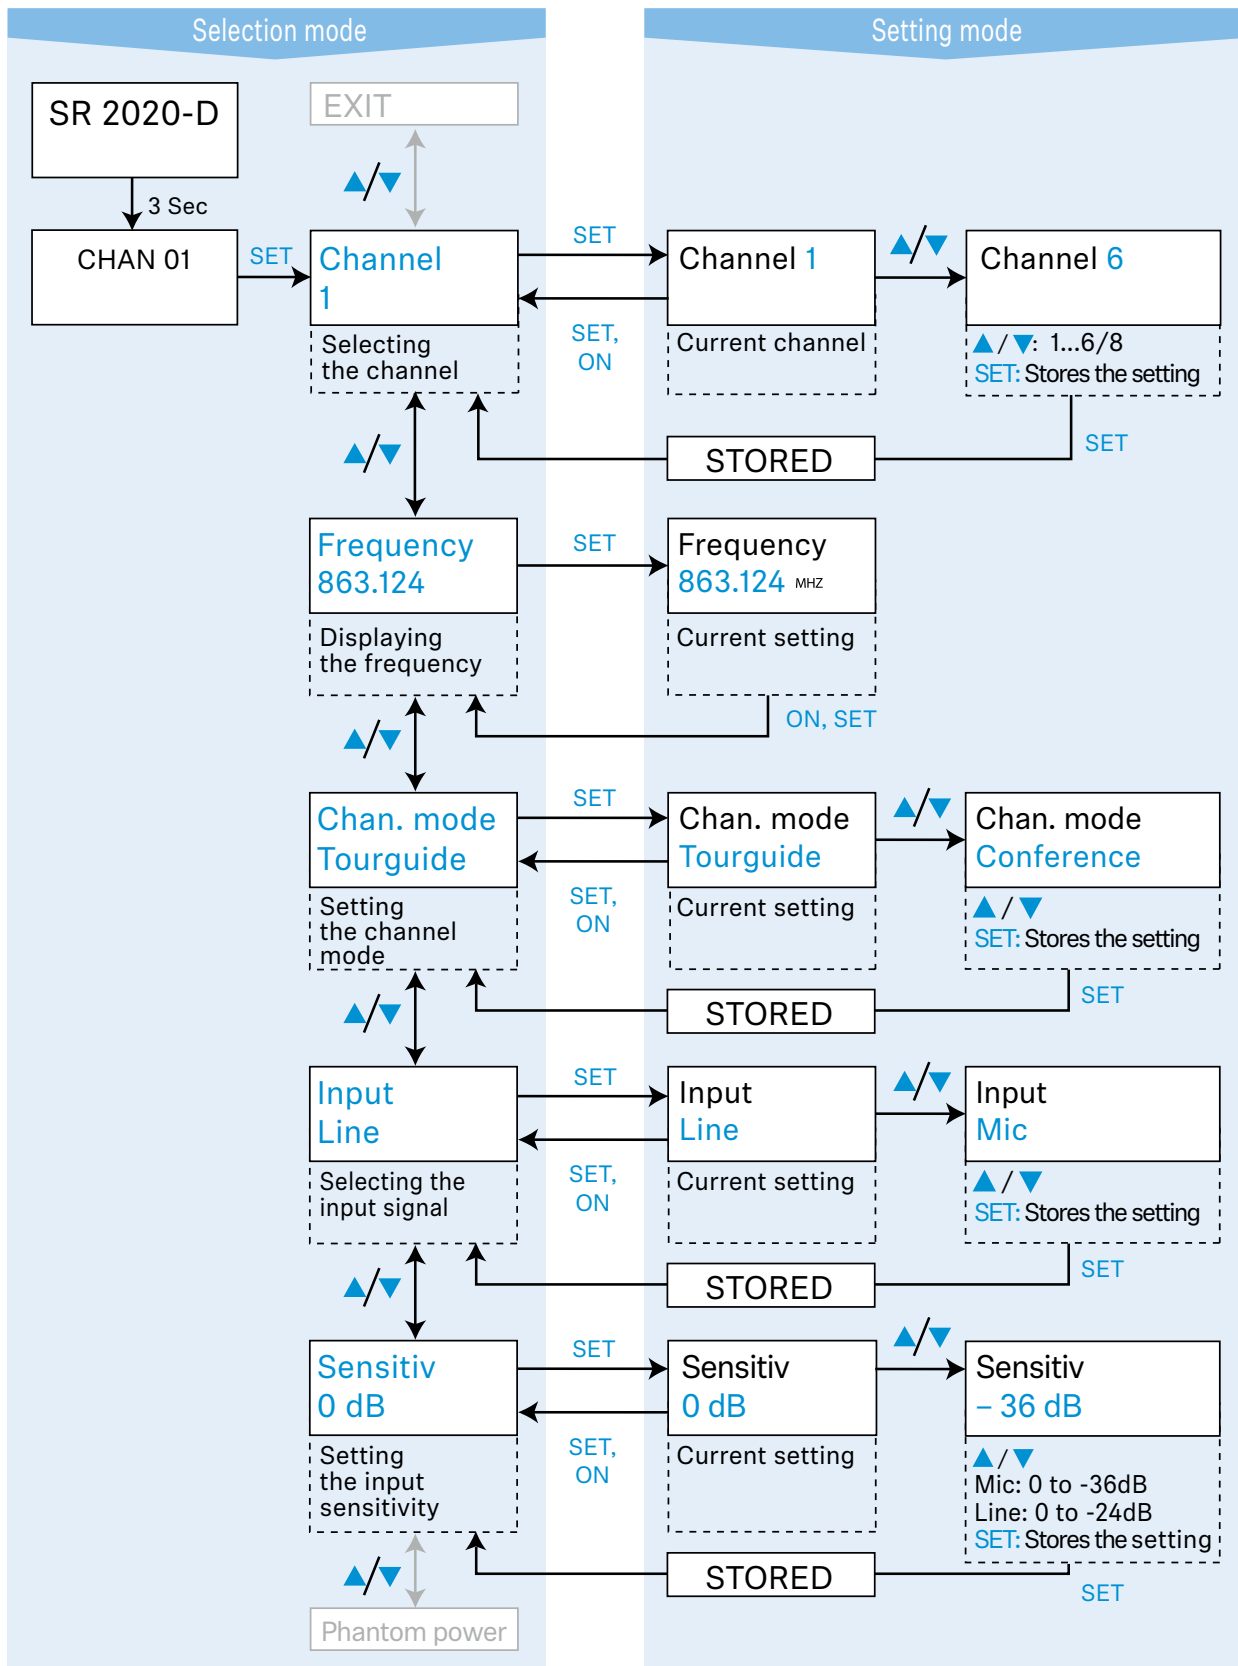 Selection mode
Setting mode
SR 2020-D
EXIT
▲/▼
3 Sec
CHAN 01
SET
Channel
1
SET
Channel 1
▲/▼
Channel 6
Selecting
the channel
SET,
ON
Current channel
▲/▼: 1...6/8
SET: Stores the setting
▲/▼
STORED
SET
Frequency
863.124
SET
Frequency
863.124 MHZ
Displaying
the frequency
Current setting
▲/▼
ON, SET
Chan. mode
Tourguide
SET
Chan. mode
Tourguide
▲/▼
Chan. mode
Conference
Setting
the channel
mode
SET,
ON
Current setting
▲/▼
SET: Stores the setting
▲/▼
STORED
SET
Input
Line
SET
Input
Line
▲/▼
Input
Mic
Selecting the
input signal
SET,
ON
Current setting
▲/▼
SET: Stores the setting
▲/▼
STORED
SET
Sensitiv
0 dB
SET
Sensitiv
0 dB
▲/▼
Sensitiv
– 36 dB
Setting
the input
sensitivity
SET,
ON
Current setting
▲/▼
Mic: 0 to -36dB
Line: 0 to -24dB
SET: Stores the setting
▲/▼
STORED
SET
Phantom power